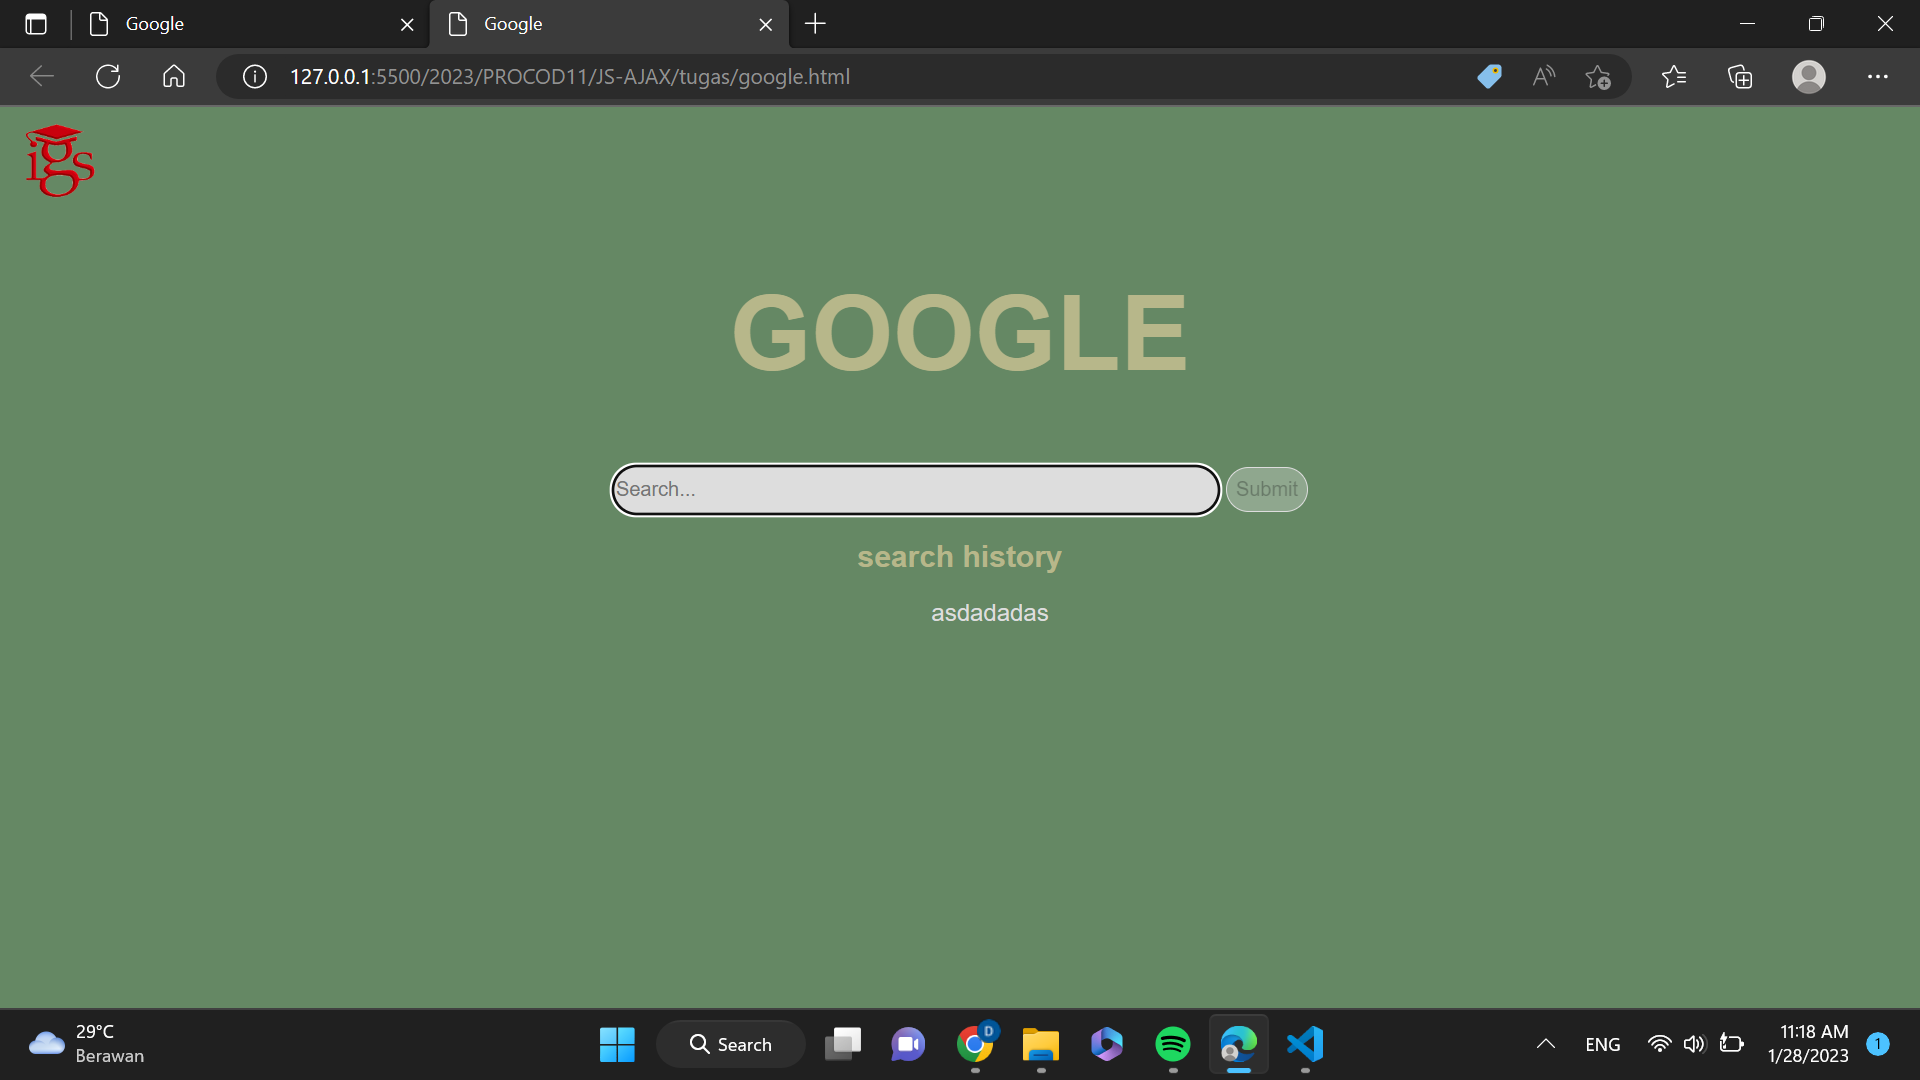 Google
Google
127.0.0.1:5500/2023/PROCOD11/JS-AJAX/tugas/google.html
igs
GOOGLE
Search...
Submit
search history
asdadadas
29°C
Berawan
Search
D
ENG
11:18 AM
1/28/2023
1